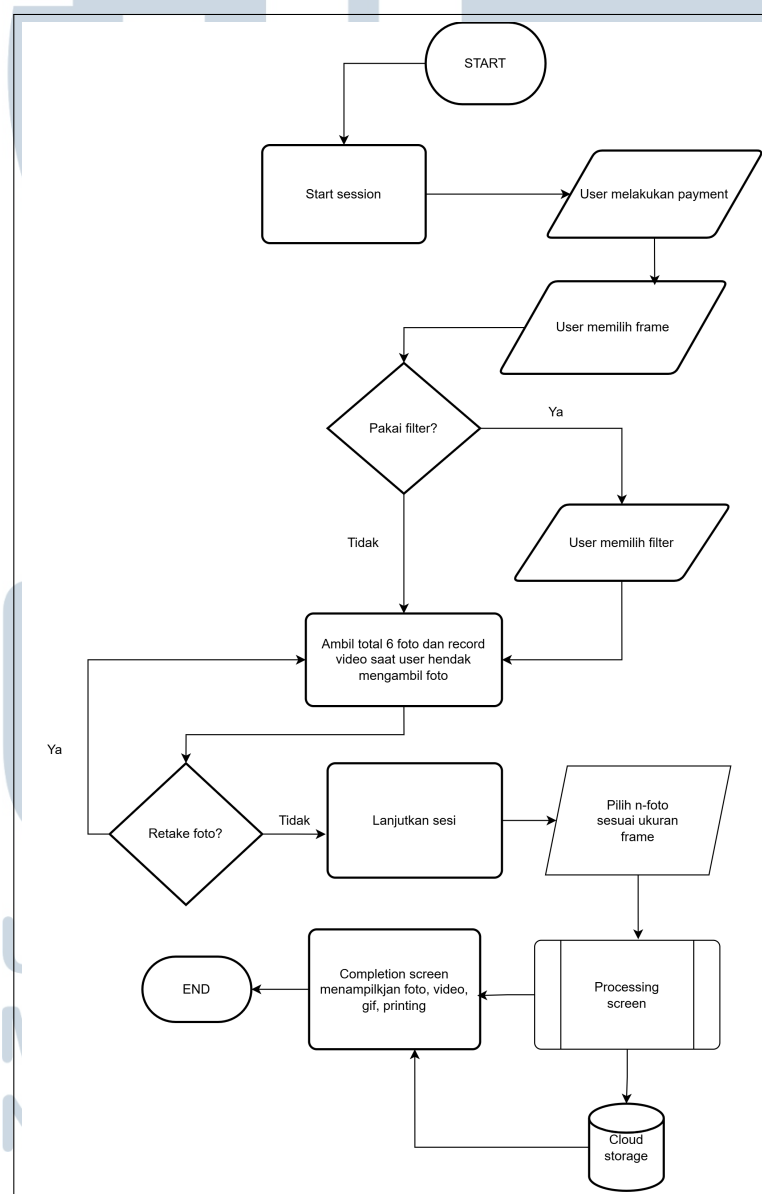 START
Start session
User melakukan payment
User memilih frame
Pakai filter?
Ya
Tidak
User memilih filter
Ambil total 6 foto dan record
video saat user hendak
mengambil foto
Ya
Retake foto?
Tidak
Lanjutkan sesi
Pilih n-foto
sesuai ukuran
frame
END
Completion screen
menampilkjan foto, video,
gif, printing
Processing
screen
Cloud
storage